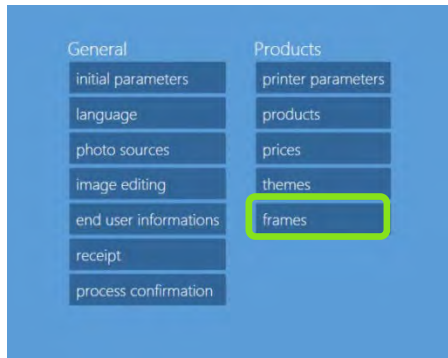 General
initial parameters
language
photo sources
image editing
end user informations
receipt
process confirmation
Products
printer parameters
products
prices
themes
frames